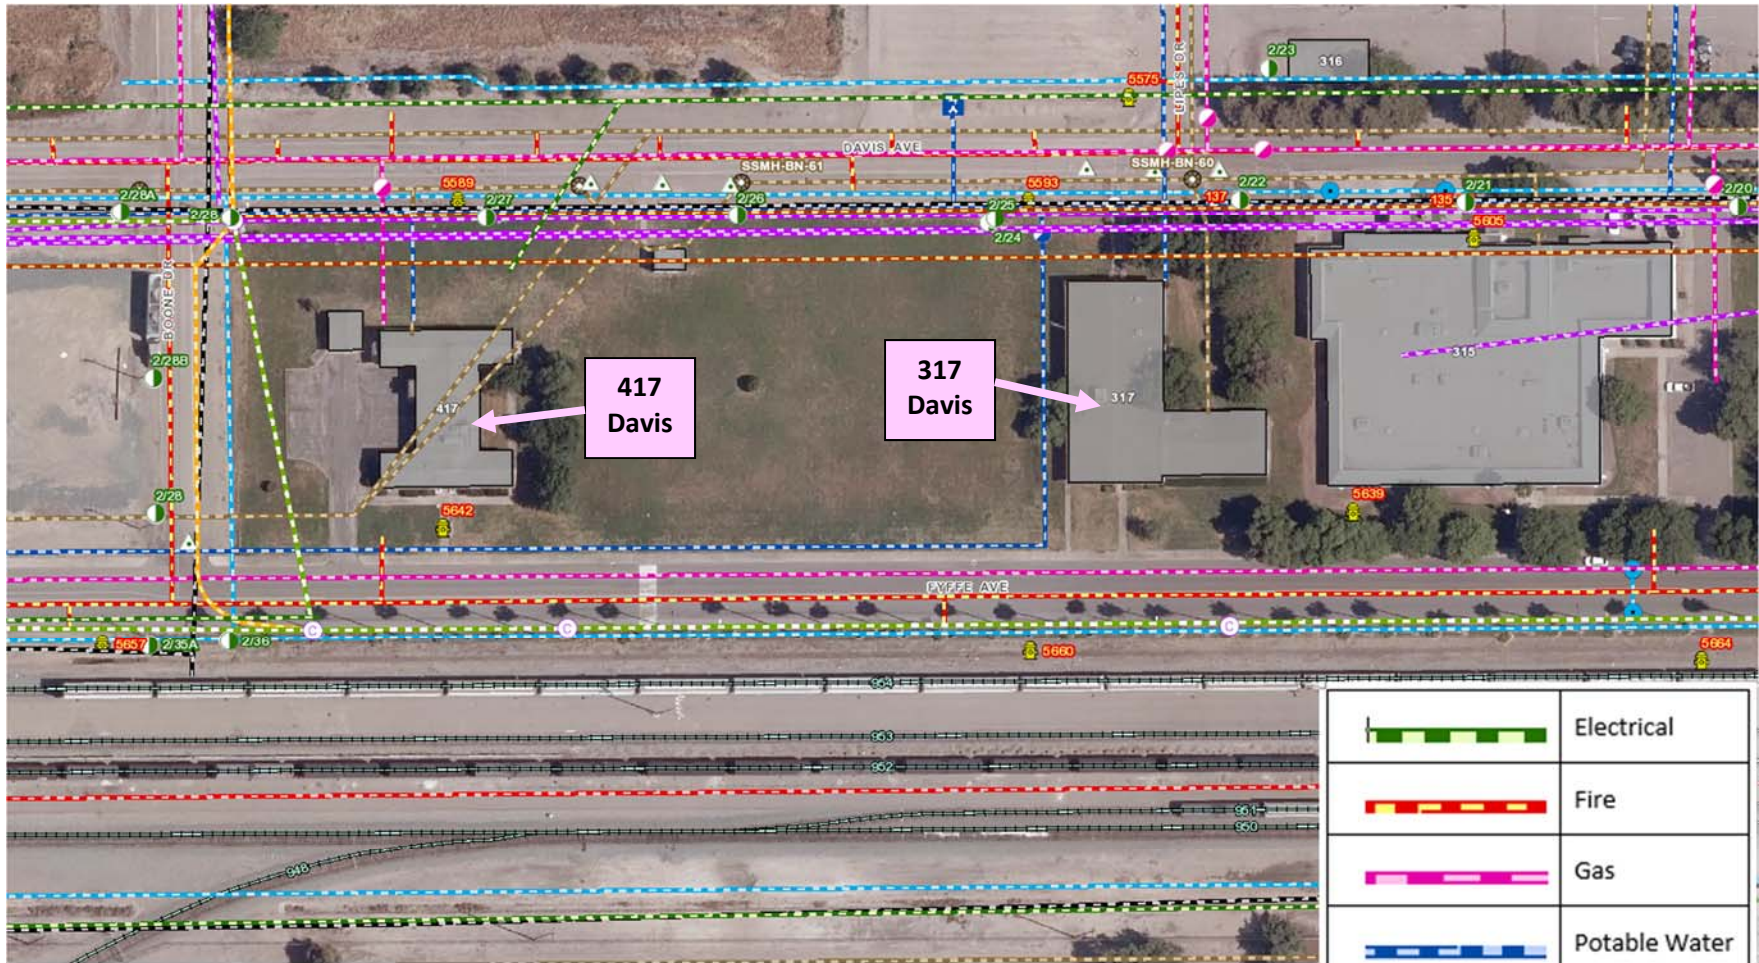 2/23
316
5575
LIPES DR
DAVIS AVE
SSMH-BN-61
SSMH-BN-60
2/28A
2/28
5589
2/27
2/26
5593
2/25
2/24
137
2/22
135
2/21
5605
2/20
BOONE DR
2/28B
417
417
Davis
317
Davis
317
315
2/28
5642
5639
FYFFE AVE
C
C
C
5657
2/35A
2/36
5660
5664
954
953
952
951
950
948
Electrical
Fire
Gas
Potable Water